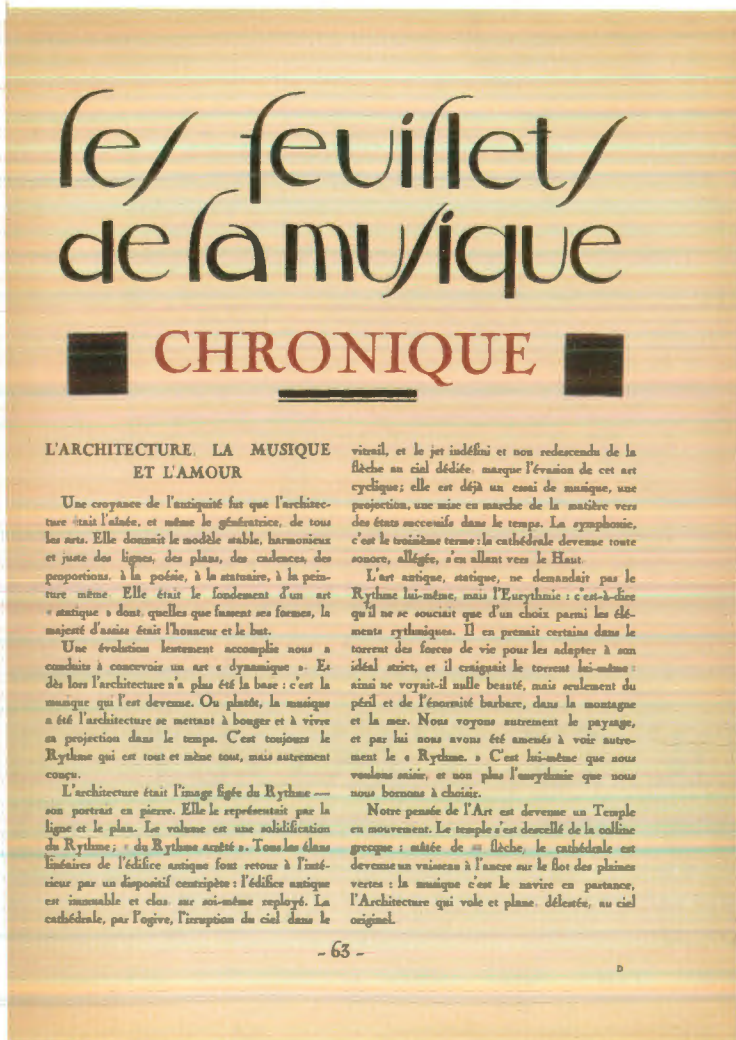 les feuillets
de la musique
CHRONIQUE
L'ARCHITECTURE, LA MUSIQUE
ET L'AMOUR
Une croyance de l'antiquité fut que l'architec-
ture était l'aînée, et même le génératrice, de tous
les arts. Elle donnait le modèle stable, harmonieux
et juste des lignes, des plans, des cadences, des
proportions, à la poésie, à la statuaire, à la pein-
ture même. Elle était le fondement d'un art
« statique » dont, quelles que fussent ses formes, la
majesté d'assise était l'honneur et le but.
Une évolution lentement accomplie nous a
conduits à concevoir un art « dynamique ». Et
dès lors l'architecture n'a plus été la base : c'est la
musique qui l'est devenue. Ou plutôt, la musique
a été l'architecture se mettant à bouger et à vivre
sa projection dans le temps. C'est toujours le
Rythme qui est tout et mène tout, mais autrement
conçu.
L'architecture était l'image figée du Rythme —
son portrait en pierre. Elle le représentait par la
ligne et le plan. Le volume est une solidification
du Rythme; « du Rythme arrêté ». Tous les élans
linéaires de l'édifice antique font retour à l'inté-
rieur par un dispositif centripète : l'édifice antique
est immuable et clos, sur soi-même reployé. La
cathédrale, par l'ogive, l'irruption du ciel dans le
vitrail, et le jet indéfini et non redescendu de la
flèche au ciel dédiée, marque l'évasion de cet art
cyclique; elle est déjà un essai de musique, une
projection, une mise en marche de la matière vers
des états successifs dans le temps. La symphonie,
c'est le troisième terme : la cathédrale devenue toute
sonore, allégée, s'en allant vers le Haut.
L'art antique, statique, ne demandait pas le
Rythme lui-même, mais l'Eurythmie : c'est-à-dire
qu'il ne se souciait que d'un choix parmi les élé-
ments rythmiques. Il en prenait certains dans le
torrent des forces de vie pour les adapter à son
idéal strict, et il craignait le torrent lui-même :
ainsi ne voyait-il nulle beauté, mais seulement du
péril et de l'énormité barbare, dans la montagne
et la mer. Nous voyons autrement le paysage,
et par lui nous avons été amenés à voir autre-
ment le « Rythme. » C'est lui-même que nous
voulons saisir, et non plus l'eurythmie que nous
nous bornons à choisir.
Notre pensée de l'Art est devenue un Temple
en mouvement. Le temple s'est descellé de la colline
grecque : mâtée de flèche, le cathédrale est
devenue un vaisseau à l'ancre sur le flot des plaines
vertes : la musique c'est le navire en partance,
l'Architecture qui vole et plane, délestée, au ciel
originel.
- 63 -
D